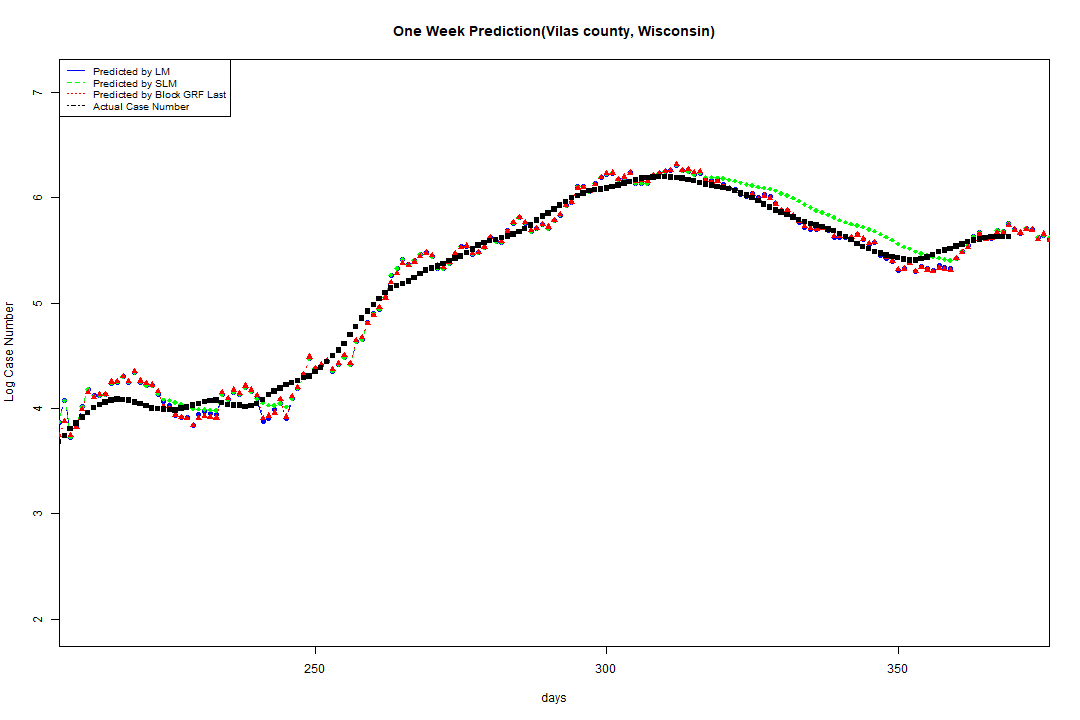 One Week Prediction(Vilas county, Wisconsin)
Predicted by LM
Predicted by SLM
Predicted by Block GRF Last
Actual Case Number
7
6
5
4
3
2
Log Case Number
250 300 350
days